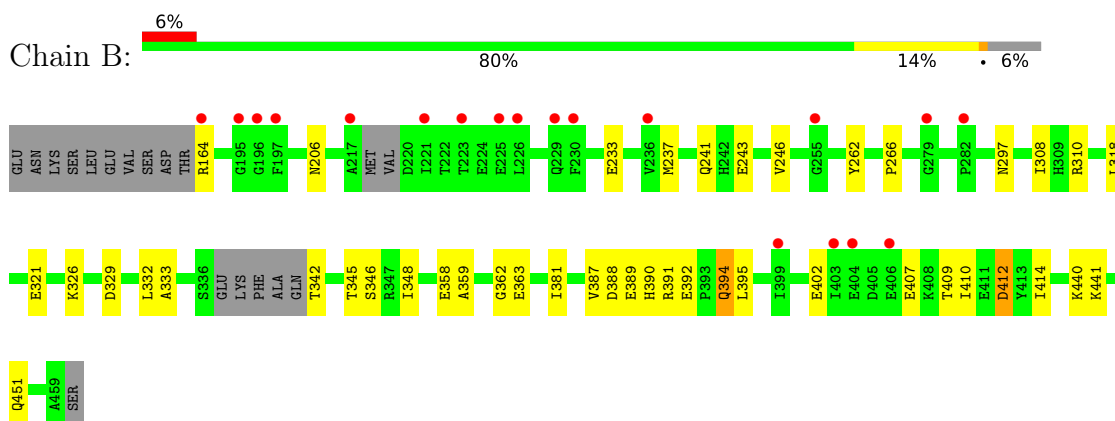 6%
Chain B:
80% 14% • 6%
GLU ASN LYS SER LEU GLU VAL SER ASP THR R164 G195 G196 F197 N206 A217 MET VAL D220 I221 T222 T223 E224 E225 L226 Q229 F230 E233 V236 M237 Q241 H242 E243 V246 G255 Y262 P266 G279 P282 N297 I308 H309 R310 L318
E321 K326 D329 L332 A333 S336 GLU LYS PHE ALA GLN T342 T345 S346 R347 I348 E358 A359 G362 E363 I381 V387 D388 E389 H390 R391 E392 P393 Q394 L395 I399 E402 I403 E404 D405 E406 E407 K408 T409 I410 E411 D412 Y413 I414 K440 K441
Q451 A459 SER